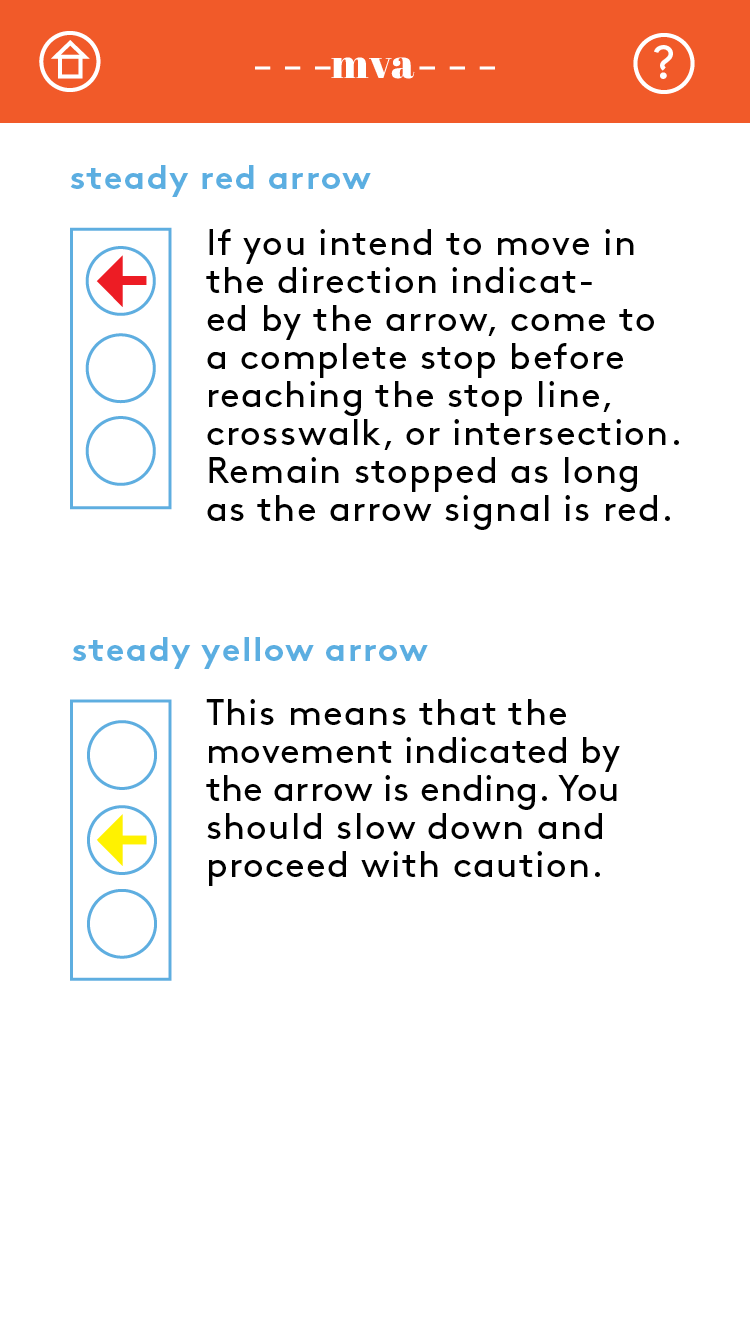 - - -mva- - -
?
steady red arrow
If you intend to move in
the direction indicat-
ed by the arrow, come to
a complete stop before
reaching the stop line,
crosswalk, or intersection.
Remain stopped as long
as the arrow signal is red.
steady yellow arrow
This means that the
movement indicated by
the arrow is ending. You
should slow down and
proceed with caution.